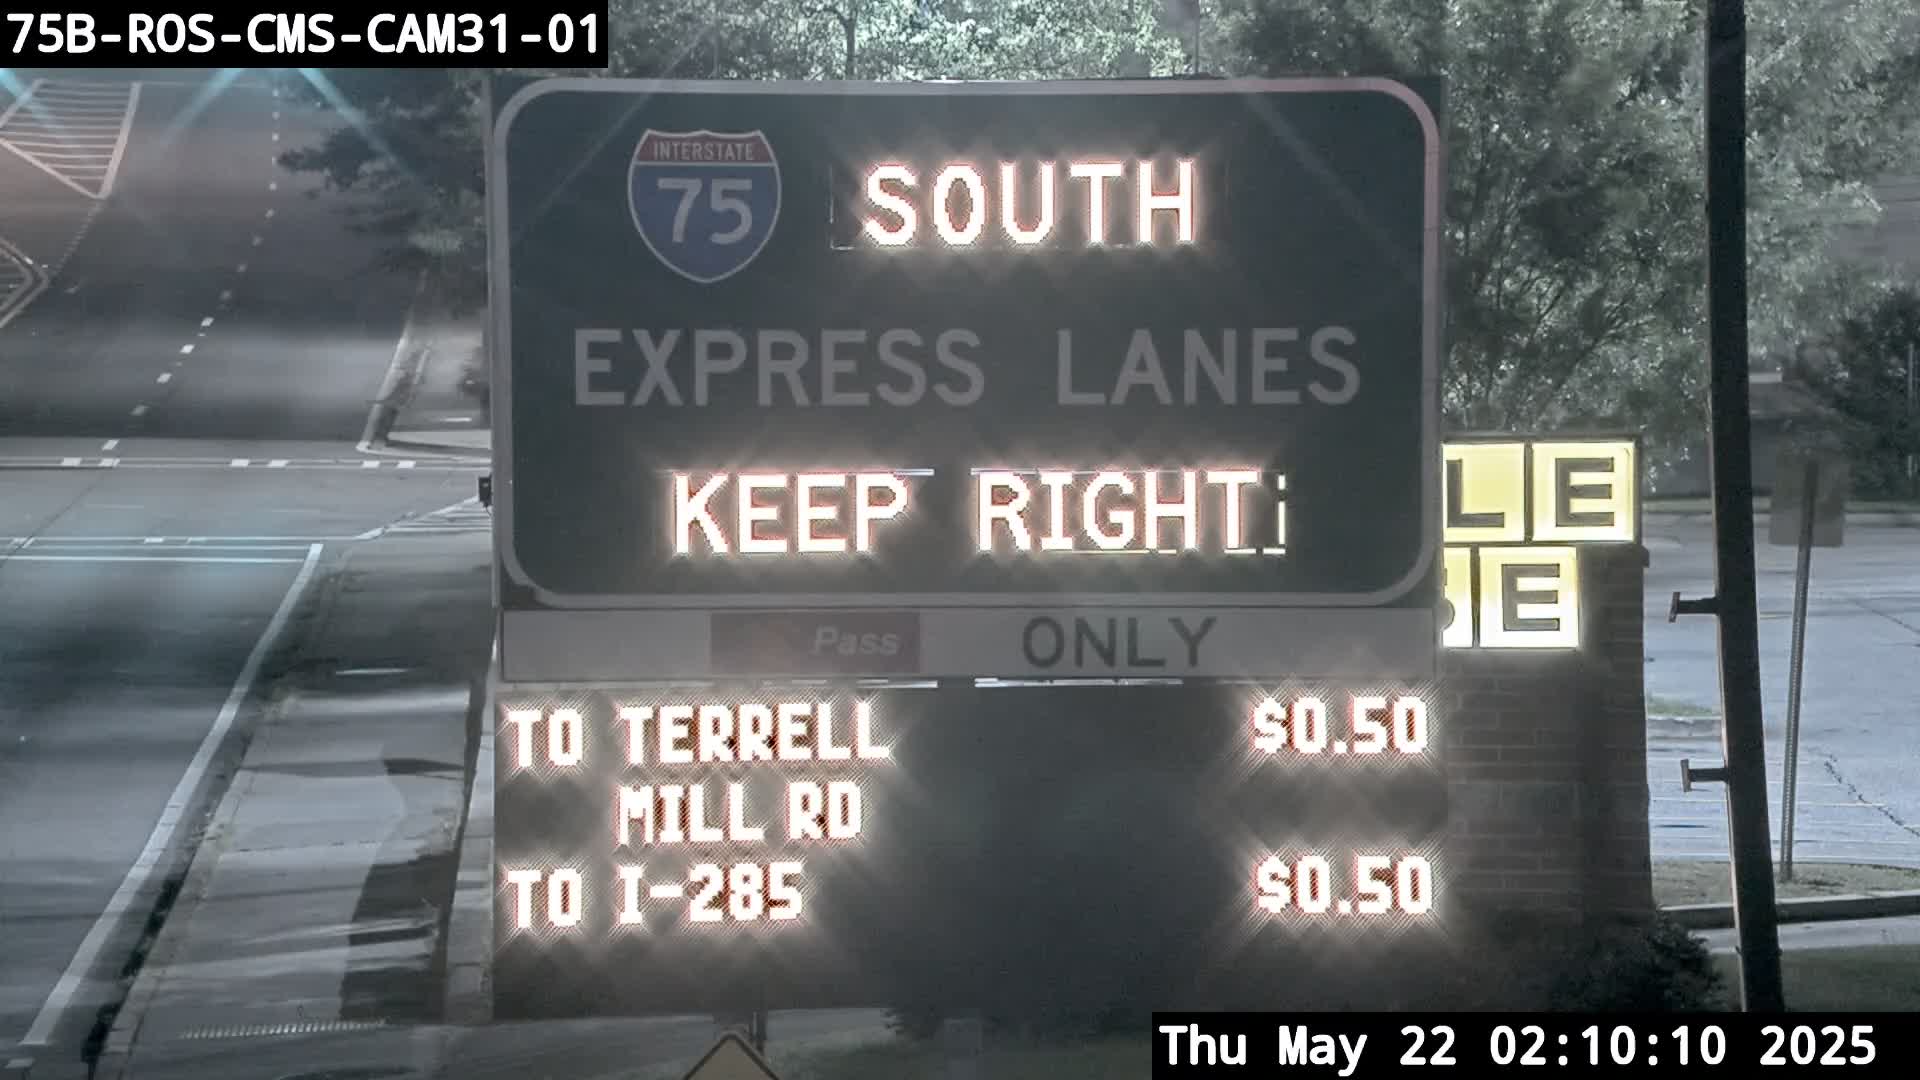 75B-ROS-CMS-CAM31-01
INTERSTATE
75
SOUTH
EXPRESS LANES
KEEP RIGHT
LE
E
Pass ONLY
TO TERRELL $0.50
MILL RD
TO I-285 $0.50
Thu May 22 02:10:10 2025